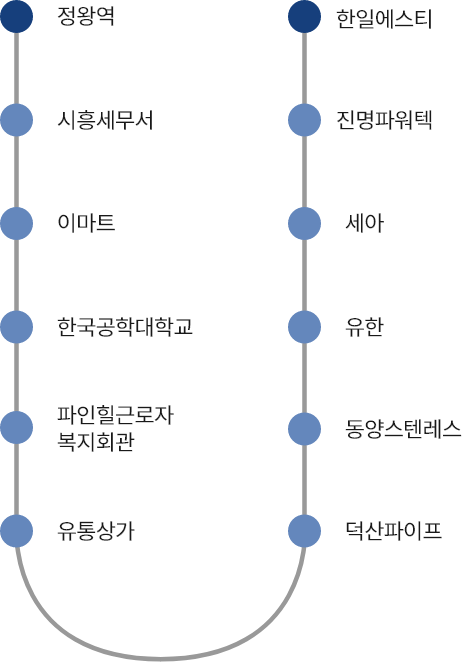 정왕역
시흥세무서
이마트
한국공학대학교
파인힐근로자
복지회관
유통상가
한일에스티
진명파워텍
세아
유한
동양스텐레스
덕산파이프